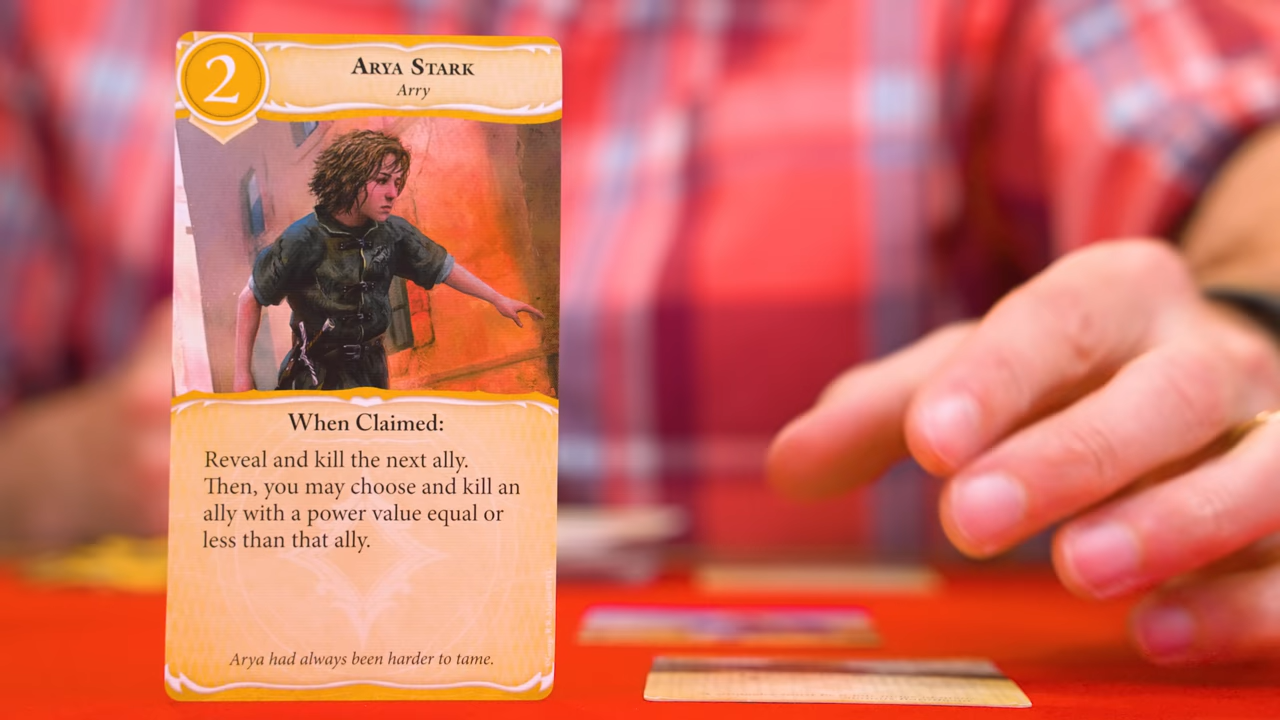 2
Arya Stark
Arry
When Claimed:
Reveal and kill the next ally.
Then, you may choose and kill an
ally with a power value equal or
less than that ally.
Arya had always been harder to tame.